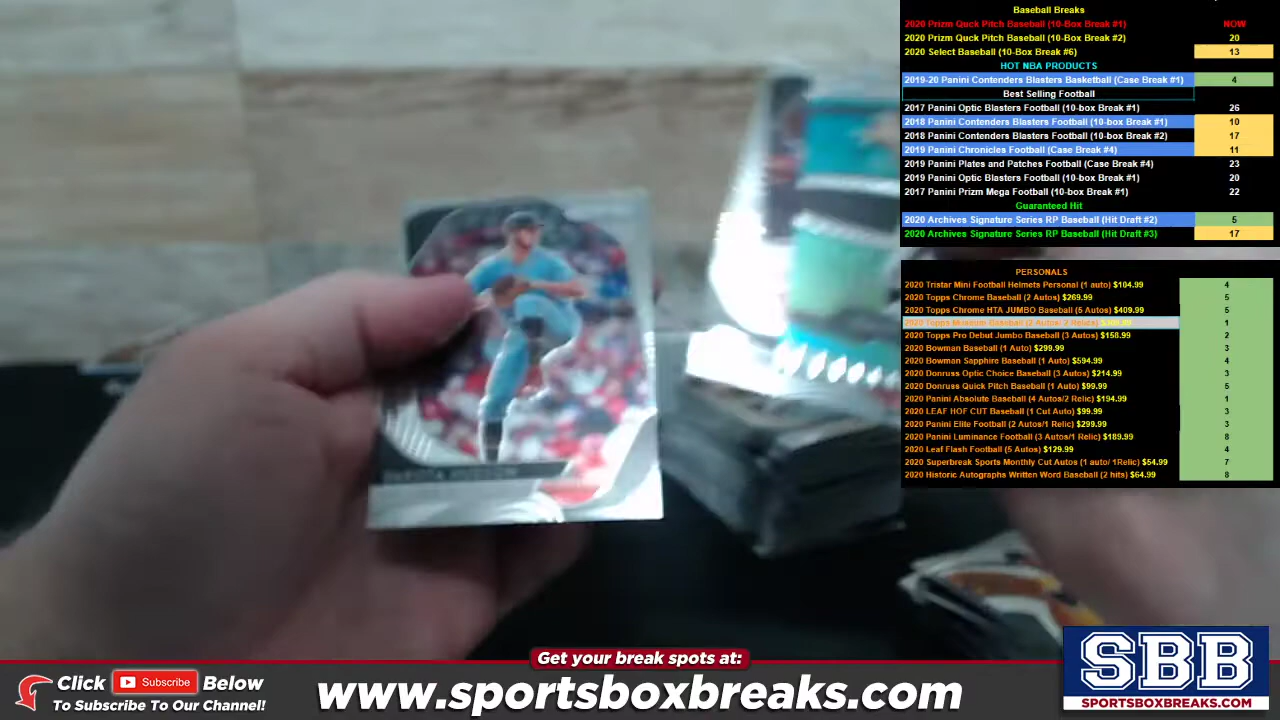 Baseball Breaks
2020 Prizm Quck Pitch Baseball (10-Box Break #1) NOW
2020 Prizm Quck Pitch Baseball (10-Box Break #2) 20
2020 Select Baseball (10-Box Break #6) 13
HOT NBA PRODUCTS
2019-20 Panini Contenders Blasters Basketball (Case Break #1) 4
Best Selling Football
2017 Panini Optic Blasters Football (10-box Break #1) 26
2018 Panini Contenders Blasters Football (10-box Break #1) 10
2018 Panini Contenders Blasters Football (10-box Break #2) 17
2019 Panini Chronicles Football (Case Break #4) 11
2019 Panini Plates and Patches Football (Case Break #4) 23
2019 Panini Optic Blasters Football (10-box Break #1) 20
2017 Panini Prizm Mega Football (10-box Break #1) 22
Guaranteed Hit
2020 Archives Signature Series RP Baseball (Hit Draft #2) 5
2020 Archives Signature Series RP Baseball (Hit Draft #3) 17
PERSONALS
2020 Tristar Mini Football Helmets Personal (1 auto) $104.99 4
2020 Topps Chrome Baseball (2 Autos) $269.99 5
2020 Topps Chrome HTA JUMBO Baseball (5 Autos) $409.99 5
2020 Topps Museum Baseball (2 Autos/ 2 Relics) 1
2020 Topps Pro Debut Jumbo Baseball (3 Autos) $158.99 2
2020 Bowman Baseball (1 Auto) $299.99 3
2020 Bowman Sapphire Baseball (1 Auto) $594.99 4
2020 Donruss Optic Choice Baseball (3 Autos) $214.99 3
2020 Donruss Quick Pitch Baseball (1 Auto) $99.99 5
2020 Panini Absolute Baseball (4 Autos/2 Relic) $194.99 1
2020 LEAF HOF CUT Baseball (1 Cut Auto) $99.99 3
2020 Panini Elite Football (2 Autos/1 Relic) $299.99 3
2020 Panini Luminance Football (3 Autos/1 Relic) $189.99 8
2020 Leaf Flash Football (5 Autos) $129.99 4
2020 Superbreak Sports Monthly Cut Autos (1 auto/ 1Relic) $54.99 7
2020 Historic Autographs Written Word Baseball (2 hits) $64.99 8
Get your break spots at:
Click Subscribe Below
To Subscribe To Our Channel!
www.sportsboxbreaks.com
SBB
SPORTSBOXBREAKS.COM